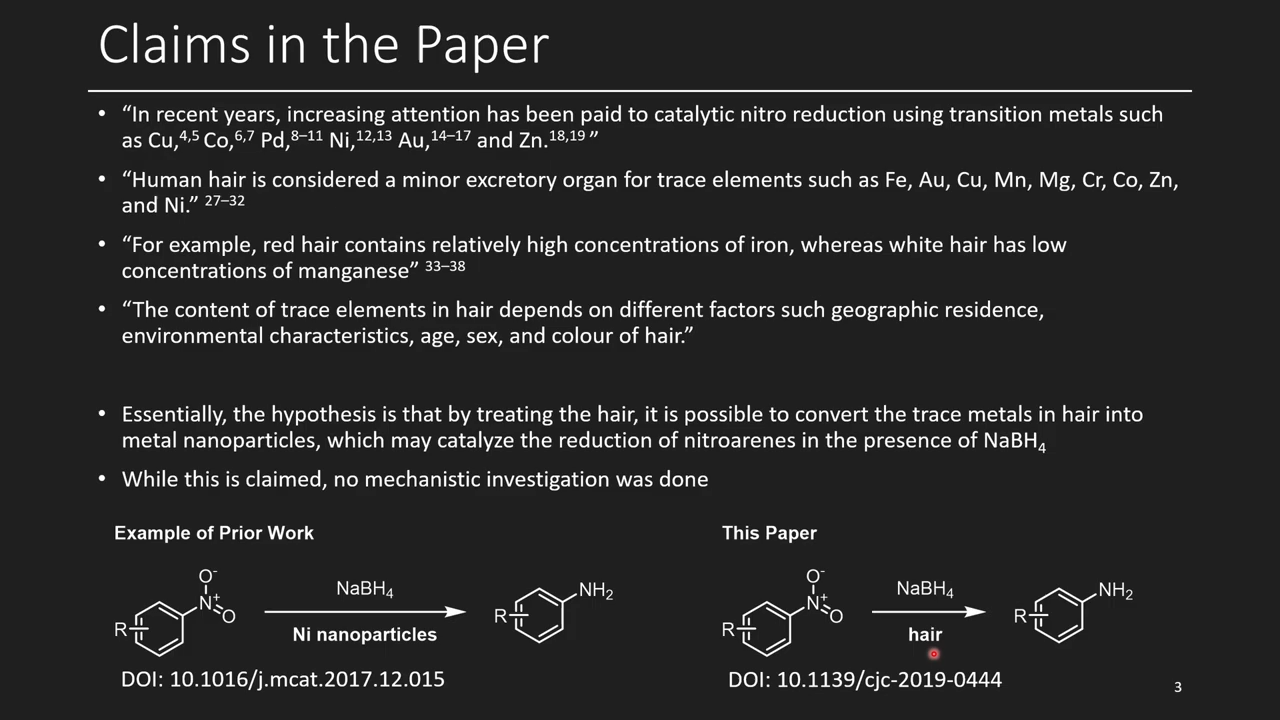 Claims in the Paper
• “In recent years, increasing attention has been paid to catalytic nitro reduction using transition metals such
as Cu,4,5 Co,6,7 Pd,8–11 Ni,12,13 Au,14–17 and Zn.18,19 ”
• “Human hair is considered a minor excretory organ for trace elements such as Fe, Au, Cu, Mn, Mg, Cr, Co, Zn,
and Ni.” 27–32
• “For example, red hair contains relatively high concentrations of iron, whereas white hair has low
concentrations of manganese” 33–38
• “The content of trace elements in hair depends on different factors such geographic residence,
environmental characteristics, age, sex, and colour of hair.”
• Essentially, the hypothesis is that by treating the hair, it is possible to convert the trace metals in hair into
metal nanoparticles, which may catalyze the reduction of nitroarenes in the presence of NaBH4
• While this is claimed, no mechanistic investigation was done
Example of Prior Work
R
O-
N+
O
NaBH4
Ni nanoparticles
R
NH2
DOI: 10.1016/j.mcat.2017.12.015
This Paper
R
O-
N+
O
NaBH4
hair
R
NH2
DOI: 10.1139/cjc-2019-0444
3